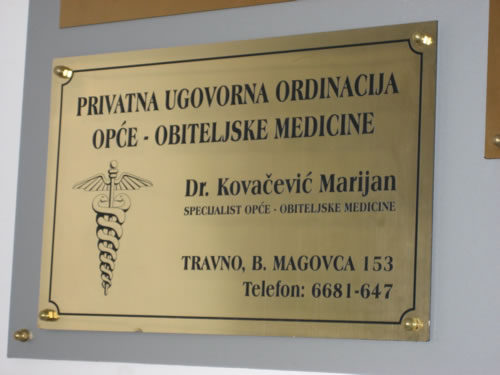 PRIVATNA UGOVORNA ORDINACIJA
OPĆE - OBITELJSKE MEDICINE
Dr. Kovačević Marijan
SPECIJALIST OPĆE - OBITELJSKE MEDICINE
TRAVNO, B. MAGOVCA 153
Telefon: 6681-647